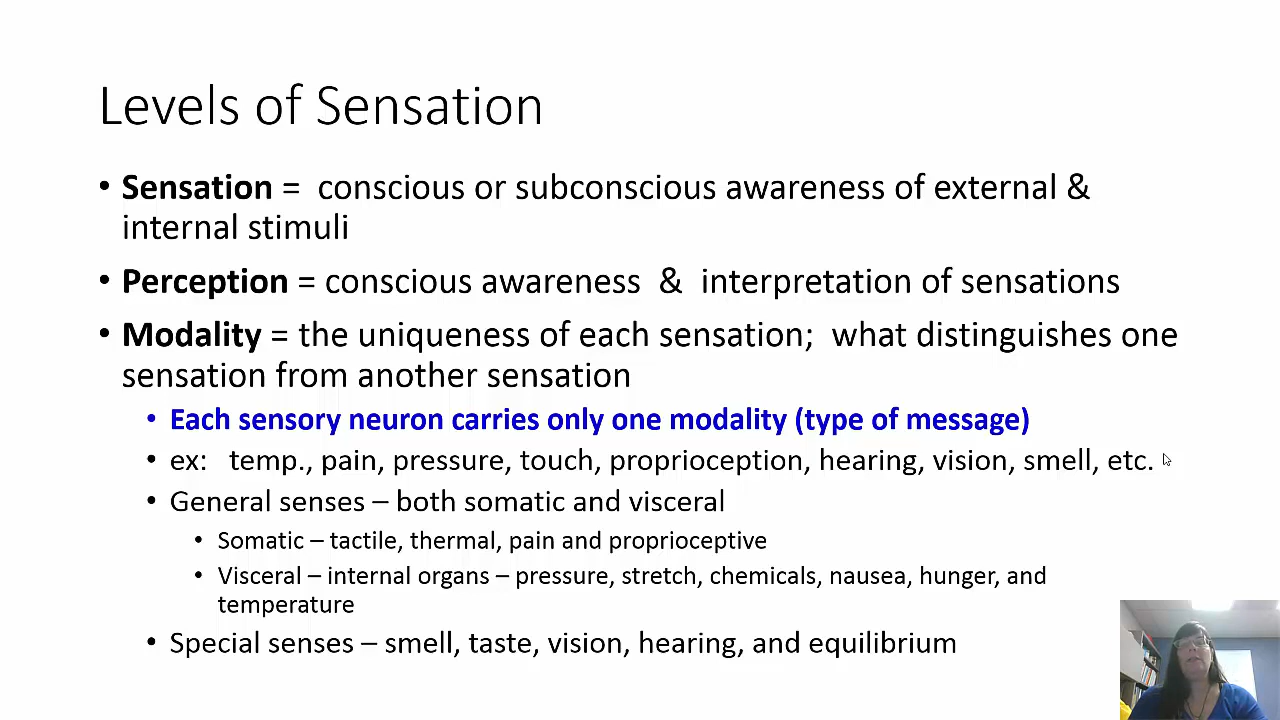 Levels of Sensation
• Sensation = conscious or subconscious awareness of external &
internal stimuli
• Perception = conscious awareness & interpretation of sensations
• Modality = the uniqueness of each sensation; what distinguishes one
sensation from another sensation
• Each sensory neuron carries only one modality (type of message)
• ex: temp., pain, pressure, touch, proprioception, hearing, vision, smell, etc.
• General senses – both somatic and visceral
• Somatic – tactile, thermal, pain and proprioceptive
• Visceral – internal organs – pressure, stretch, chemicals, nausea, hunger, and
temperature
• Special senses – smell, taste, vision, hearing, and equilibrium